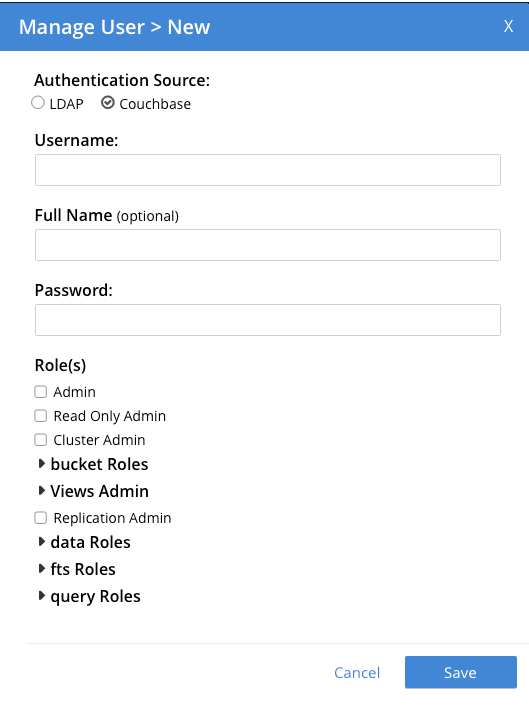 Manage User > New X
Authentication Source:
LDAP Couchbase
Username:
Full Name (optional)
Password:
Role(s)
Admin
Read Only Admin
Cluster Admin
bucket Roles
Views Admin
Replication Admin
data Roles
fts Roles
query Roles
Cancel Save